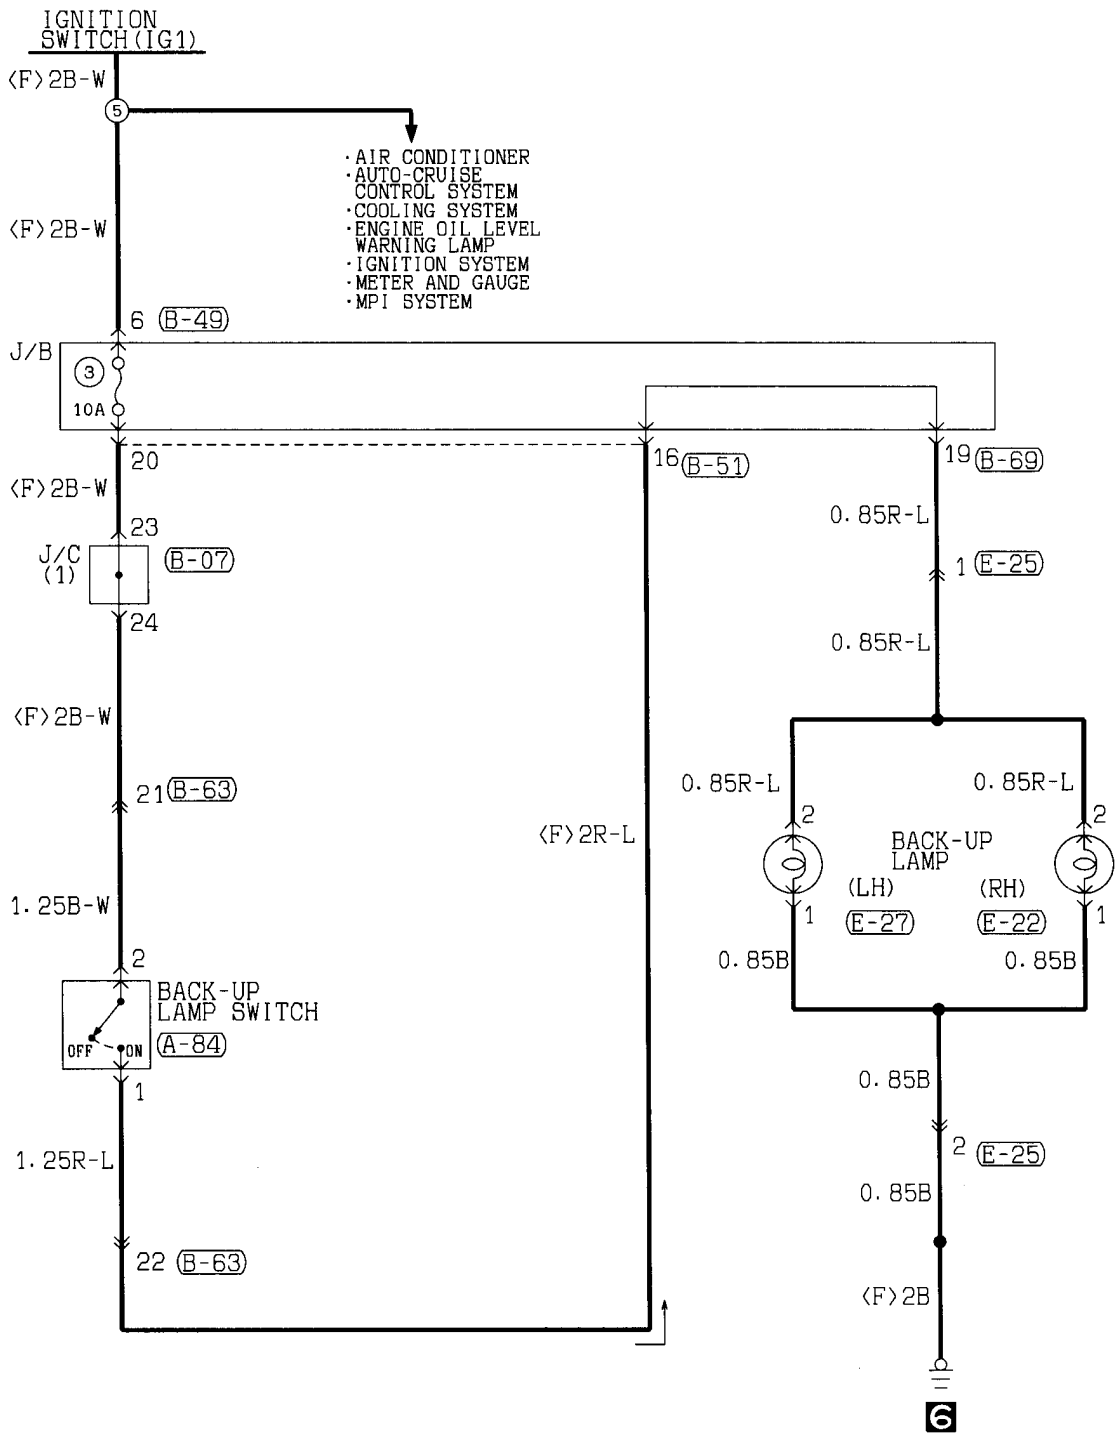 IGNITION
SWITCH(IG1)
<F>2B-W
5
·AIR CONDITIONER
·AUTO-CRUISE
CONTROL SYSTEM
·COOLING SYSTEM
·ENGINE OIL LEVEL
WARNING LAMP
·IGNITION SYSTEM
·METER AND GAUGE
·MPI SYSTEM
<F>2B-W
6 (B-49)
J/B
3
10A
20
16 (B-51)
19 (B-69)
<F>2B-W
0.85R-L
23
J/C
(1)
(B-07)
1 (E-25)
24
0.85R-L
<F>2B-W
21 (B-63)
0.85R-L
0.85R-L
2
2
<F>2R-L
BACK-UP
LAMP
(LH)
(RH)
1.25B-W
1
1
(E-27)
(E-22)
0.85B
0.85B
2
BACK-UP
LAMP SWITCH
OFF
ON
(A-84)
1
0.85B
1.25R-L
2 (E-25)
0.85B
22 (B-63)
<F>2B
6